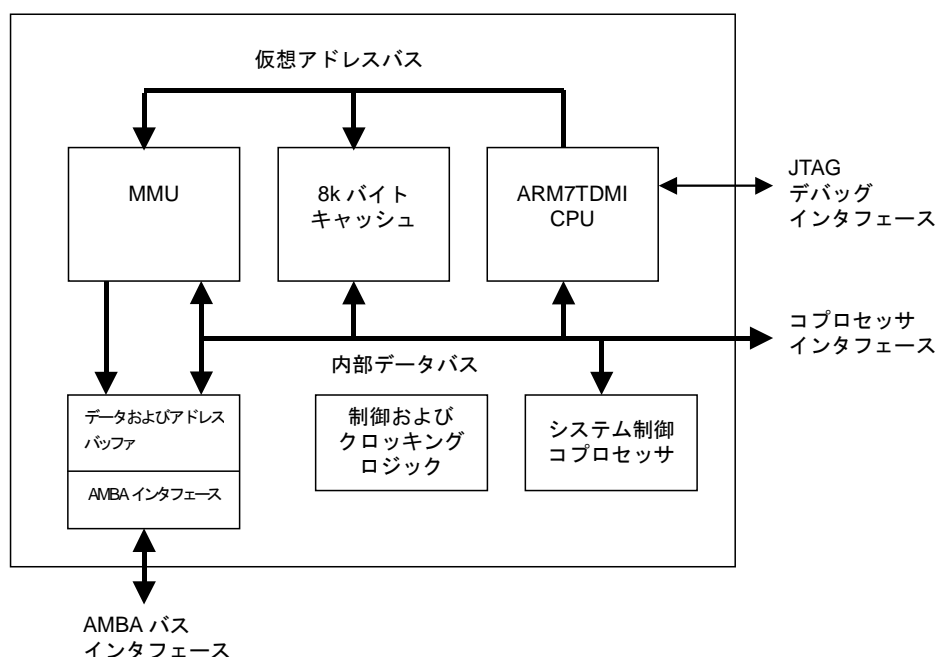 仮想アドレスバス
MMU
8k バイト
キャッシュ
ARM7TDMI
CPU
JTAG
デバッグ
インタフェース
コプロセッサ
インタフェース
内部データバス
データおよびアドレス
バッファ
AMBA インタフェース
制御および
クロッキング
ロジック
システム制御
コプロセッサ
AMBA バス
インタフェース